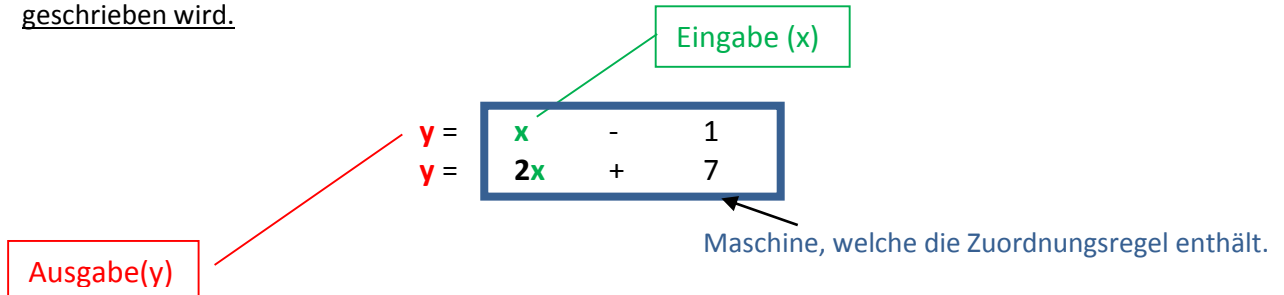 geschrieben wird.
Eingabe (x)
y = x - 1
y = 2x + 7
Maschine, welche die Zuordnungsregel enthält.
Ausgabe(y)